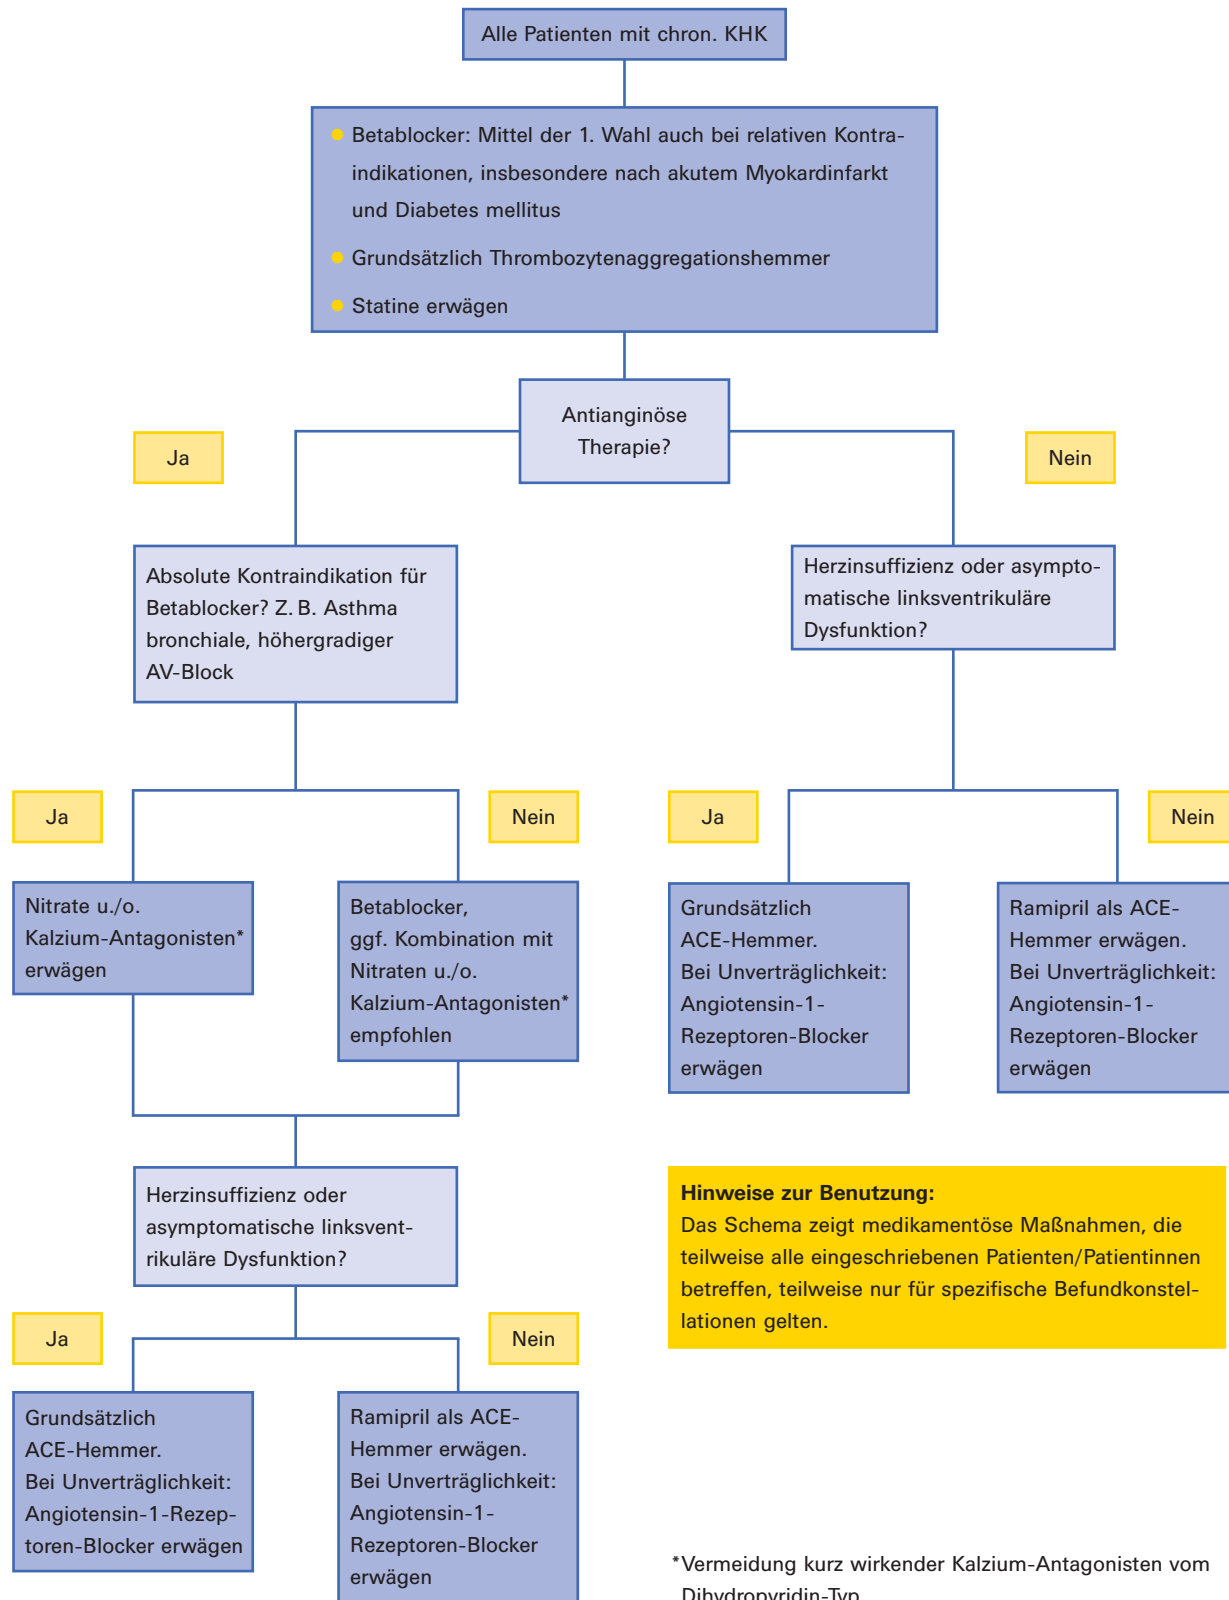 Alle Patienten mit chron. KHK
Betablocker: Mittel der 1. Wahl auch bei relativen Kontra-
indikationen, insbesondere nach akutem Myokardinfarkt
und Diabetes mellitus
Grundsätzlich Thrombozytenaggregationshemmer
Statine erwägen
Antianginöse
Therapie?
Ja
Nein
Absolute Kontraindikation für
Betablocker? Z. B. Asthma
bronchiale, höhergradiger
AV-Block
Herzinsuffizienz oder asympto-
matische linksventrikuläre
Dysfunktion?
Ja
Nein
Ja
Nein
Nitrate u./o.
Kalzium-Antagonisten*
erwägen
Betablocker,
ggf. Kombination mit
Nitraten u./o.
Kalzium-Antagonisten*
empfohlen
Grundsätzlich
ACE-Hemmer.
Bei Unverträglichkeit:
Angiotensin-1-
Rezeptoren-Blocker
erwägen
Ramipril als ACE-
Hemmer erwägen.
Bei Unverträglichkeit:
Angiotensin-1-
Rezeptoren-Blocker
erwägen
Herzinsuffizienz oder
asymptomatische linksvent-
rikuläre Dysfunktion?
Hinweise zur Benutzung:
Das Schema zeigt medikamentöse Maßnahmen, die
teilweise alle eingeschriebenen Patienten/Patientinnen
betreffen, teilweise nur für spezifische Befundkonstel-
lationen gelten.
Ja
Nein
Grundsätzlich
ACE-Hemmer.
Bei Unverträglichkeit:
Angiotensin-1-Rezep-
toren-Blocker erwägen
Ramipril als ACE-
Hemmer erwägen.
Bei Unverträglichkeit:
Angiotensin-1-
Rezeptoren-Blocker
erwägen
*Vermeidung kurz wirkender Kalzium-Antagonisten vom
Dihydropyridin-Typ